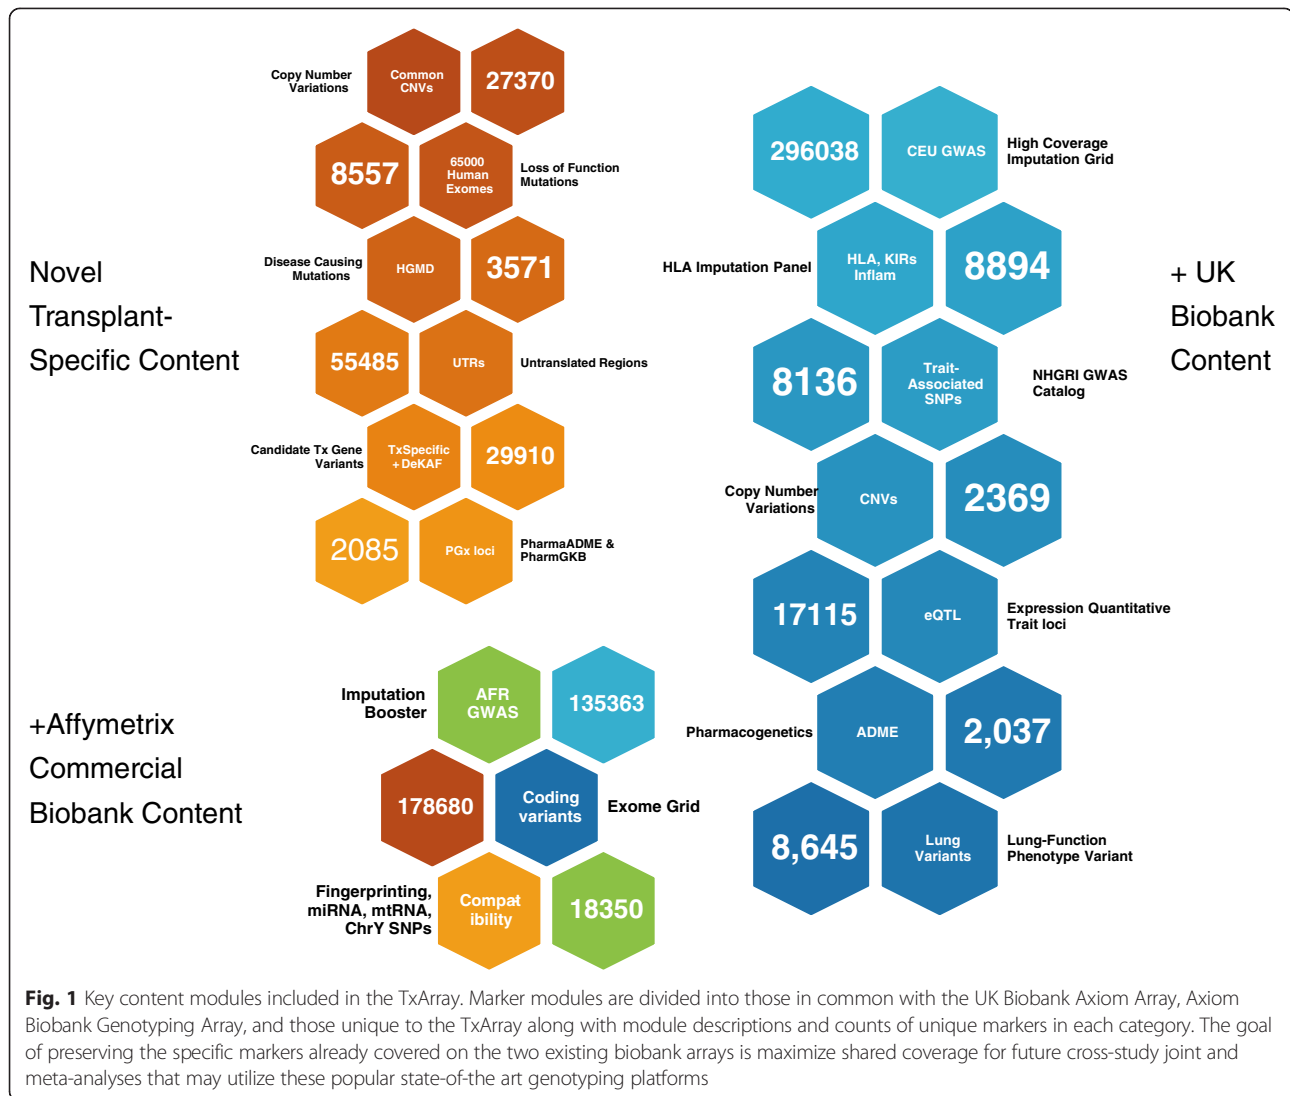 Novel
Transplant-
Specific Content
Copy Number
Variations
Common
CNVs
27370
8557
65000
Human
Exomes
Loss of Function
Mutations
Disease Causing
Mutations
HGMD
3571
55485
UTRs
Untranslated Regions
Candidate Tx Gene
Variants
TxSpecific
+DeKAF
29910
2085
PGx loci
PharmaADME &
PharmGKB
+Affymetrix
Commercial
Biobank Content
Imputation
Booster
AFR
GWAS
135363
178680
Coding
variants
Exome Grid
Fingerprinting,
miRNA, mtRNA,
ChrY SNPs
Compat-
ibility
18350
+ UK
Biobank
Content
296038
CEU GWAS
High Coverage
Imputation Grid
HLA Imputation Panel
HLA, KIRs
Inflam
8894
8136
Trait-
Associated
SNPs
NHGRI GWAS
Catalog
Copy Number
Variations
CNVs
2369
17115
eQTL
Expression Quantitative
Trait loci
Pharmacogenetics
ADME
2,037
8,645
Lung
Variants
Lung-Function
Phenotype Variant
Fig. 1 Key content modules included in the TxArray. Marker modules are divided into those in common with the UK Biobank Axiom Array, Axiom
Biobank Genotyping Array, and those unique to the TxArray along with module descriptions and counts of unique markers in each category. The goal
of preserving the specific markers already covered on the two existing biobank arrays is maximize shared coverage for future cross-study joint and
meta-analyses that may utilize these popular state-of-the art genotyping platforms